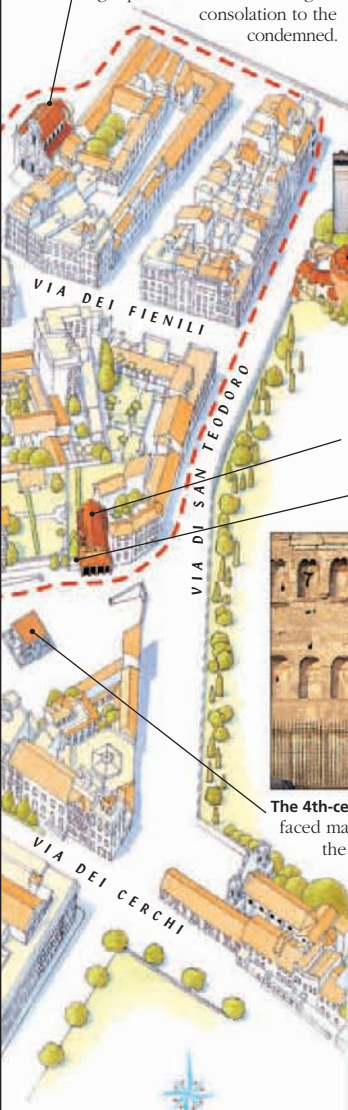 consolation to the
condemned.
VIA DEI FIENILI
VIA DI SAN TEODORO
The 4th-ce
faced ma
the
VIA DEI CERCHI